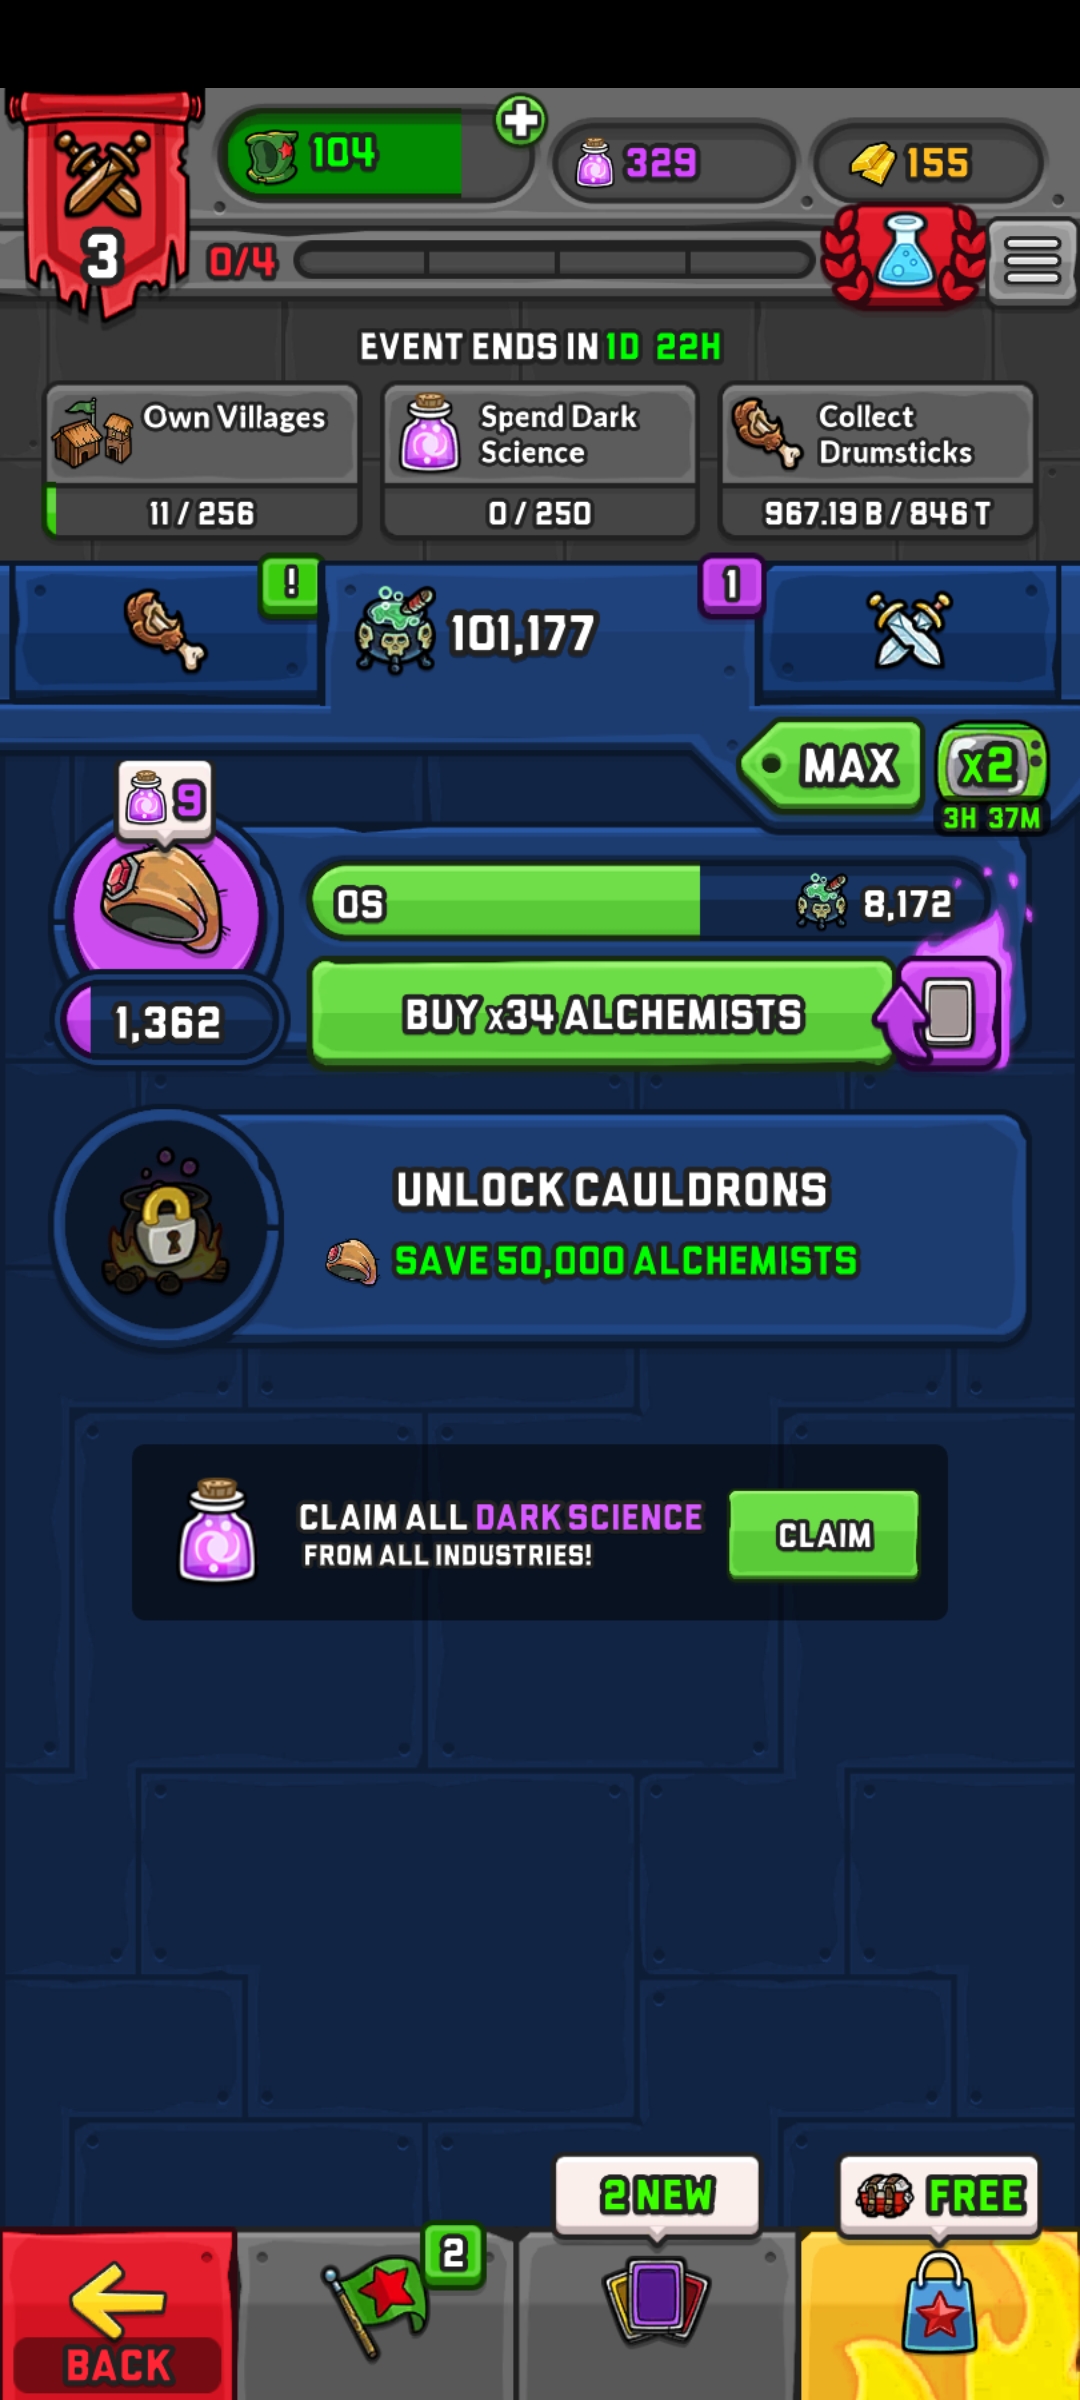 104
329
155
3
0/4
EVENT ENDS IN 1D 22H
Own Villages
11 / 256
Spend Dark
Science
0 / 250
Collect
Drumsticks
967.19 B / 846 T
!
101,177
1
MAX
x2
3H 37M
9
0S
8,172
1,362
BUY x34 ALCHEMISTS
UNLOCK CAULDRONS
SAVE 50,000 ALCHEMISTS
CLAIM ALL DARK SCIENCE
FROM ALL INDUSTRIES!
CLAIM
2 NEW
FREE
2
BACK